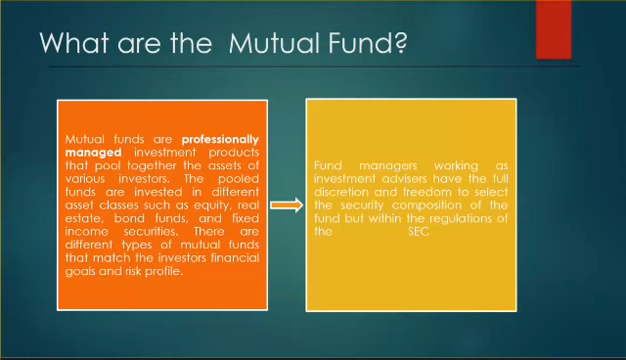 What are the Mutual Fund?
Mutual funds are professionally
managed investment products
that pool together the assets of
various investors. The pooled
funds are invested in different
asset classes such as equity, real
estate, bond funds, and fixed
income securities. There are
different types of mutual funds
that match the investors financial
goals and risk profile.
Fund managers working as
investment advisers have the full
discretion and freedom to select
the security composition of the
fund but within the regulations of
the SEC